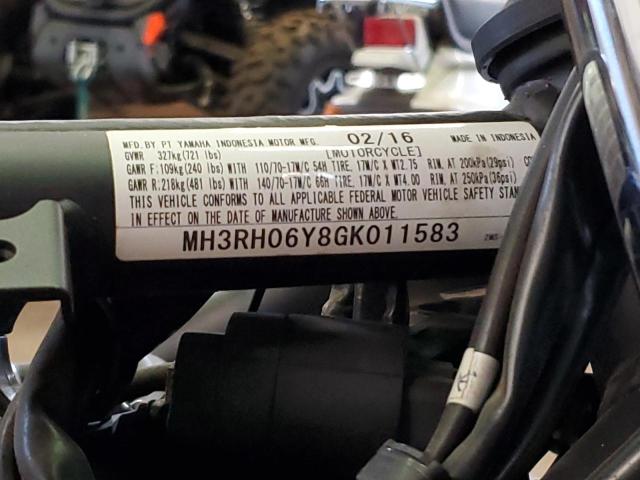 MFD.BY PT YAMAHA INDONESIA MOTOR MFG. 02/16 MADE IN INDONESIA
GVWR 327kg(721 lbs) [MOTORCYCLE]
GAWR F:109kg(240 lbs) WITH 110/70-17M/C 54H TIRE, 17M/C X MT2.75 RIM, AT 200kPa(29psi)
GAWR R:218kg(481 lbs) WITH 140/70-17M/C 66H TIRE, 17M/C X MT4.00 RIM, AT 250kPa(36psi)
THIS VEHICLE CONFORMS TO ALL APPLICABLE FEDERAL MOTOR VEHICLE SAFETY STAN
IN EFFECT ON THE DATE OF MANUFACTURE SHOWN ABOVE.
MH3RH06Y8GK011583